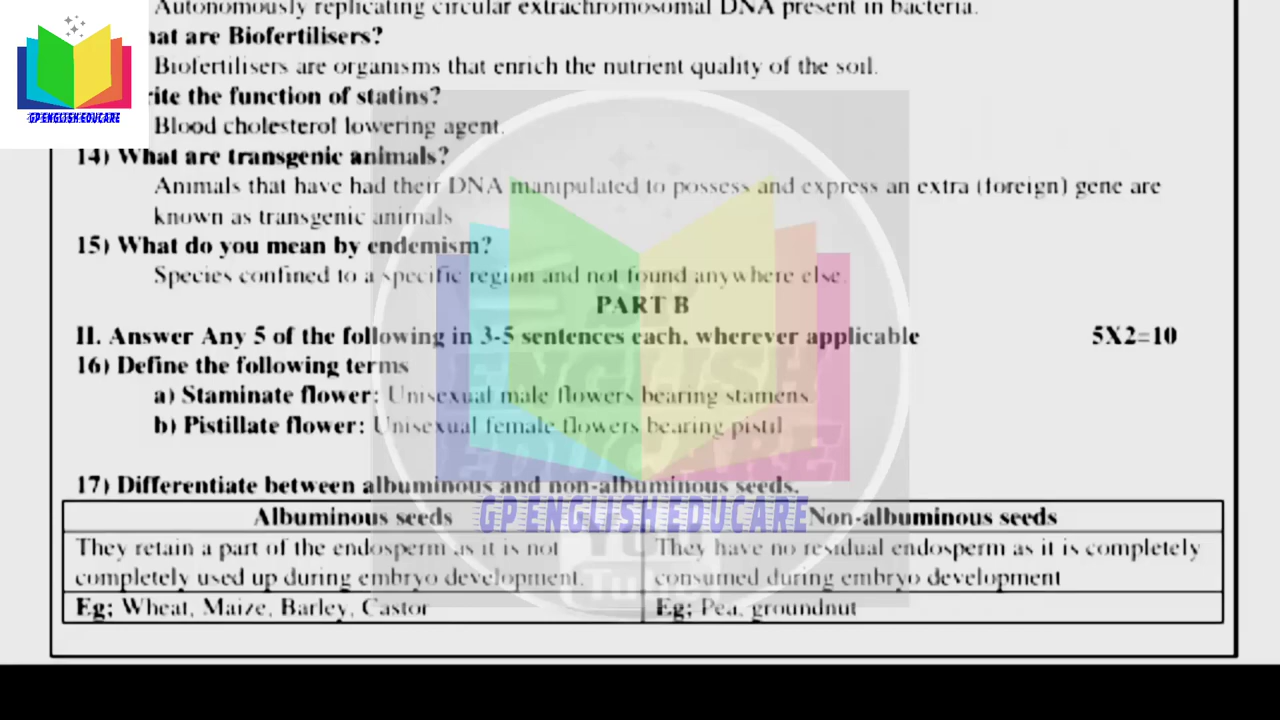 Autonomously replicating circular extrachromosomal DNA present in bacteria.
hat are Biofertilisers?
Biofertilisers are organisms that enrich the nutrient quality of the soil.
GP ENGLISH EDUCARE
rite the function of statins?
Blood cholesterol lowering agent.
14) What are transgenic animals?
Animals that have had their DNA manipulated to possess and express an extra (foreign) gene are
known as transgenic animals
15) What do you mean by endemism?
Species confined to a specific region and not found anywhere else.
PART B
II. Answer Any 5 of the following in 3-5 sentences each, wherever applicable 5X2=10
16) Define the following terms
a) Staminate flower: Unisexual male flowers bearing stamens.
b) Pistillate flower: Unisexual female flowers bearing pistil
17) Differentiate between albuminous and non-albuminous seeds.
GP ENGLISH EDUCARE
Albuminous seeds Non-albuminous seeds
They retain a part of the endosperm as it is not They have no residual endosperm as it is completely
completely used up during embryo development. consumed during embryo development
Eg; Wheat, Maize, Barley, Castor Eg; Pea, groundnut